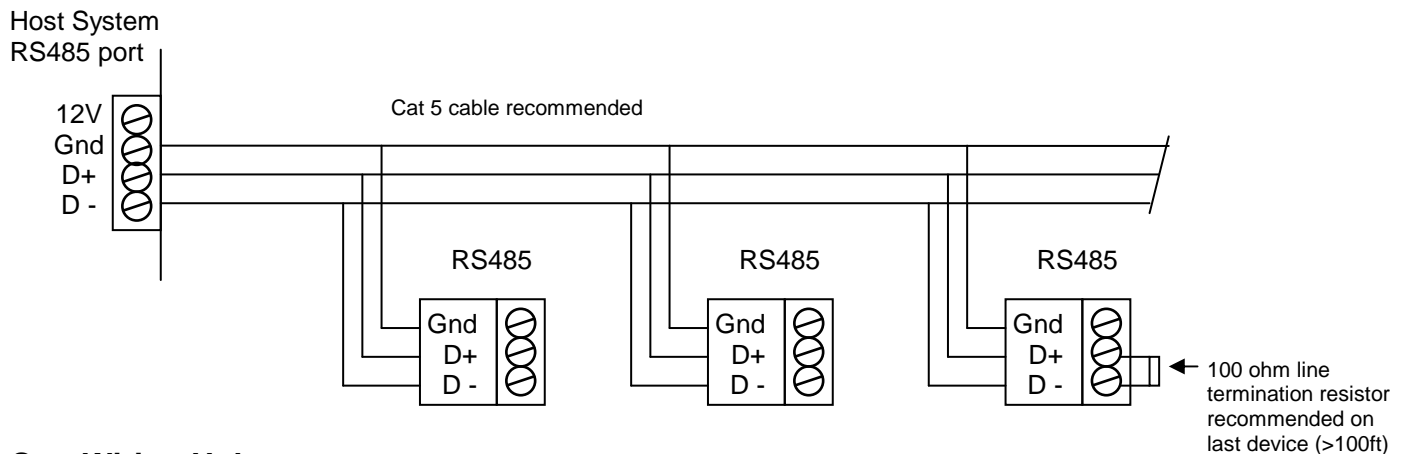 Host System
RS485 port
12V
Gnd
D+
D -
Cat 5 cable recommended
RS485
RS485
RS485
Gnd
D+
D -
Gnd
D+
D -
Gnd
D+
D -
100 ohm line
termination resistor
recommended on
last device (>100ft)